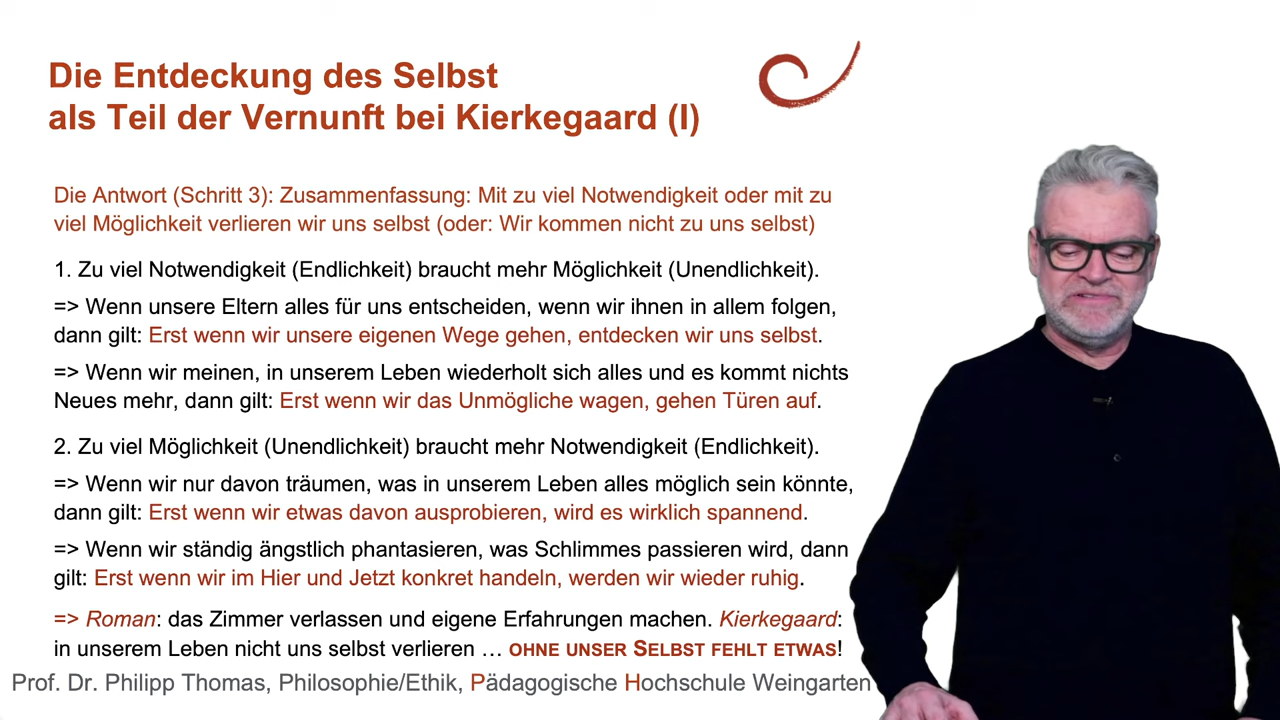 Die Entdeckung des Selbst
als Teil der Vernunft bei Kierkegaard (I)
Die Antwort (Schritt 3): Zusammenfassung: Mit zu viel Notwendigkeit oder mit zu
viel Möglichkeit verlieren wir uns selbst (oder: Wir kommen nicht zu uns selbst)
1. Zu viel Notwendigkeit (Endlichkeit) braucht mehr Möglichkeit (Unendlichkeit).
=> Wenn unsere Eltern alles für uns entscheiden, wenn wir ihnen in allem folgen,
dann gilt: Erst wenn wir unsere eigenen Wege gehen, entdecken wir uns selbst.
=> Wenn wir meinen, in unserem Leben wiederholt sich alles und es kommt nichts
Neues mehr, dann gilt: Erst wenn wir das Unmögliche wagen, gehen Türen auf.
2. Zu viel Möglichkeit (Unendlichkeit) braucht mehr Notwendigkeit (Endlichkeit).
=> Wenn wir nur davon träumen, was in unserem Leben alles möglich sein könnte,
dann gilt: Erst wenn wir etwas davon ausprobieren, wird es wirklich spannend.
=> Wenn wir ständig ängstlich phantasieren, was Schlimmes passieren wird, dann
gilt: Erst wenn wir im Hier und Jetzt konkret handeln, werden wir wieder ruhig.
=> Roman: das Zimmer verlassen und eigene Erfahrungen machen. Kierkegaard:
in unserem Leben nicht uns selbst verlieren … OHNE UNSER SELBST FEHLT ETWAS!
Prof. Dr. Philipp Thomas, Philosophie/Ethik, Pädagogische Hochschule Weingarten